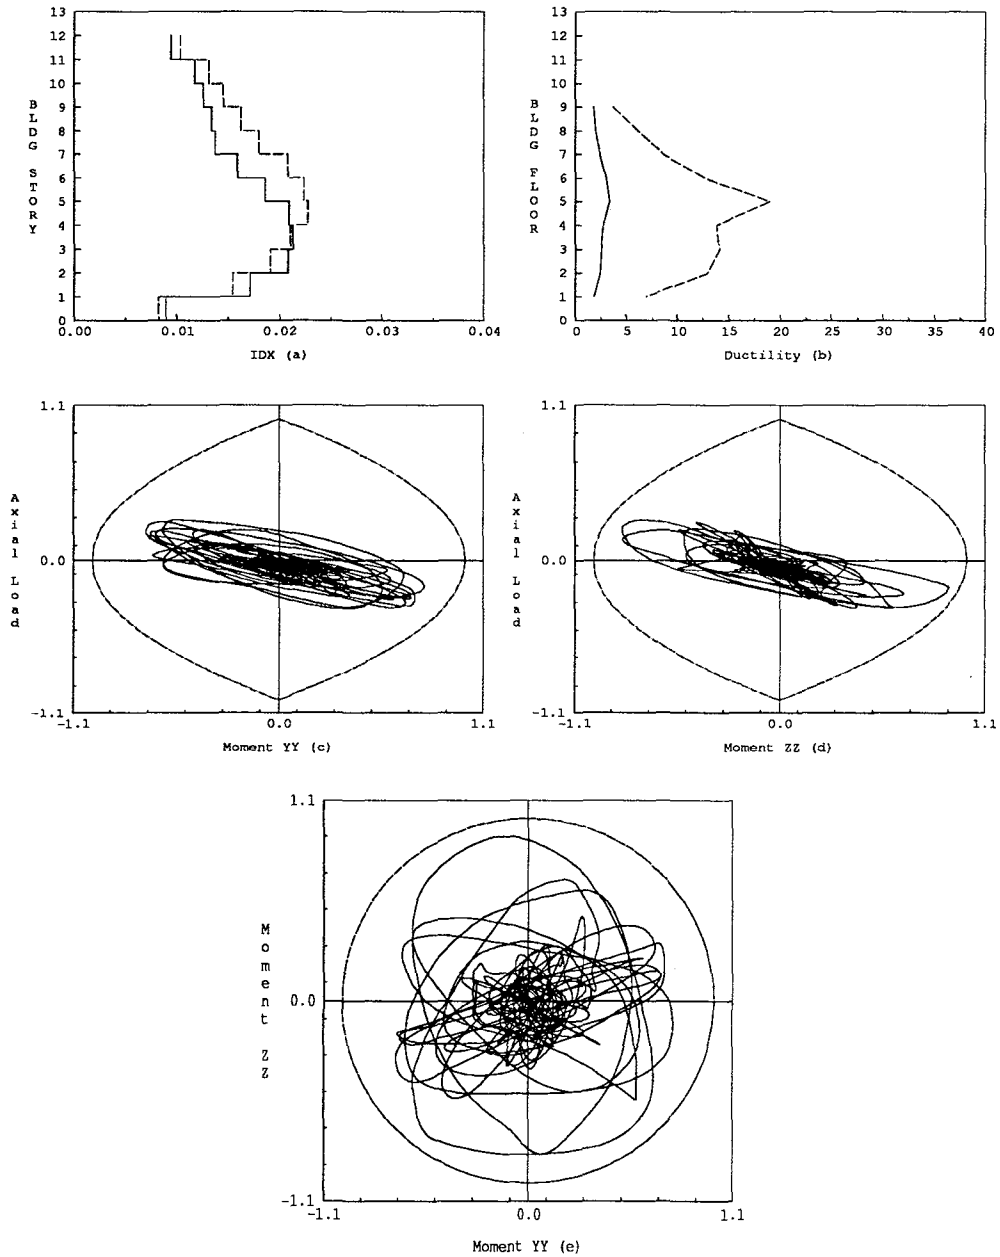 13
12
11
10
9
8
7
6
5
4
3
2
1
0
BLDG STORY
0.00 0.01 0.02 0.03 0.04
IDX (a)
13
12
11
10
9
8
7
6
5
4
3
2
1
0
BLDG FLOOR
0 5 10 15 20 25 30 35 40
Ductility (b)
1.1
Axial Load
0.0
-1.1
-1.1 0.0 1.1
Moment YY (c)
1.1
Axial Load
0.0
-1.1
-1.1 0.0 1.1
Moment ZZ (d)
1.1
Moment ZZ
0.0
-1.1
-1.1 0.0 1.1
Moment YY (e)